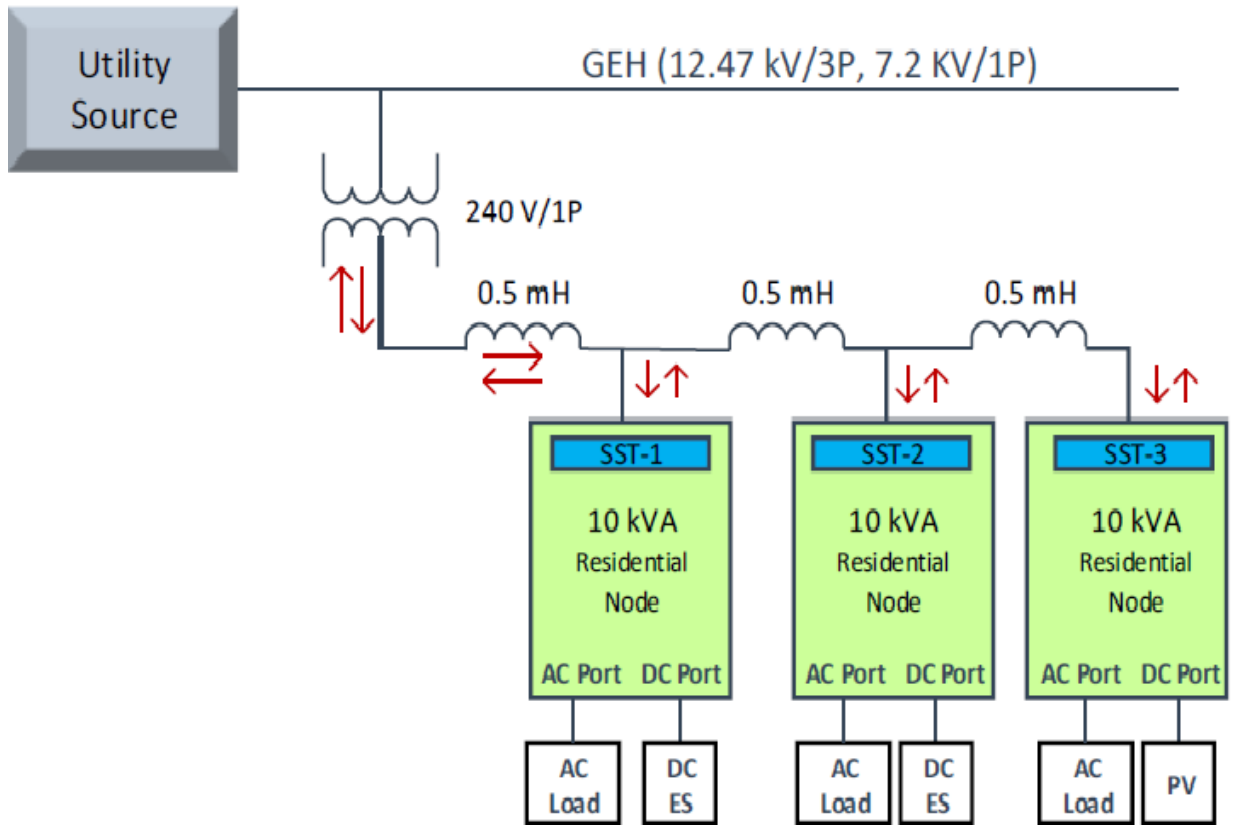 Utility
Source
GEH (12.47 kV/3P, 7.2 KV/1P)
240 V/1P
0.5 mH
0.5 mH
0.5 mH
SST-1
10 kVA
Residential
Node
AC Port DC Port
SST-2
10 kVA
Residential
Node
AC Port DC Port
SST-3
10 kVA
Residential
Node
AC Port DC Port
AC
Load
DC
ES
AC
Load
DC
ES
AC
Load
PV